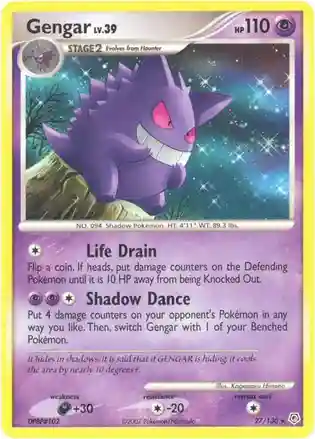 Gengar LV.39 HP 110
STAGE2 Evolves from Haunter
NO. 094 Shadow Pokémon HT: 4'11" WT: 89.3 lbs.
Life Drain
Flip a coin. If heads, put damage counters on the Defending
Pokémon until it is 10 HP away from being Knocked Out.
Shadow Dance
Put 4 damage counters on your opponent's Pokémon in
any way you like. Then, switch Gengar with 1 of your Benched
Pokémon.
It hides in shadows. It is said that if GENGAR is hiding, it cools
the area by nearly 10 degrees.
Illus. Kagemaru Himeno
weakness resistance retreat cost
+30 -20
©2007 Pokémon/Nintendo 27/130 ★